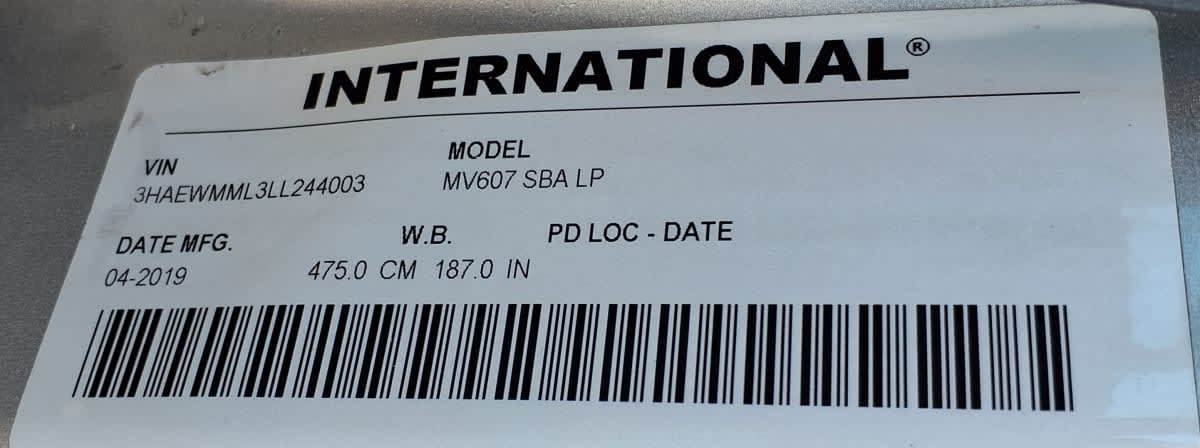 INTERNATIONAL®
VIN MODEL
3HAEWMML3LL244003 MV607 SBA LP
DATE MFG. W.B. PD LOC - DATE
04-2019 475.0 CM 187.0 IN